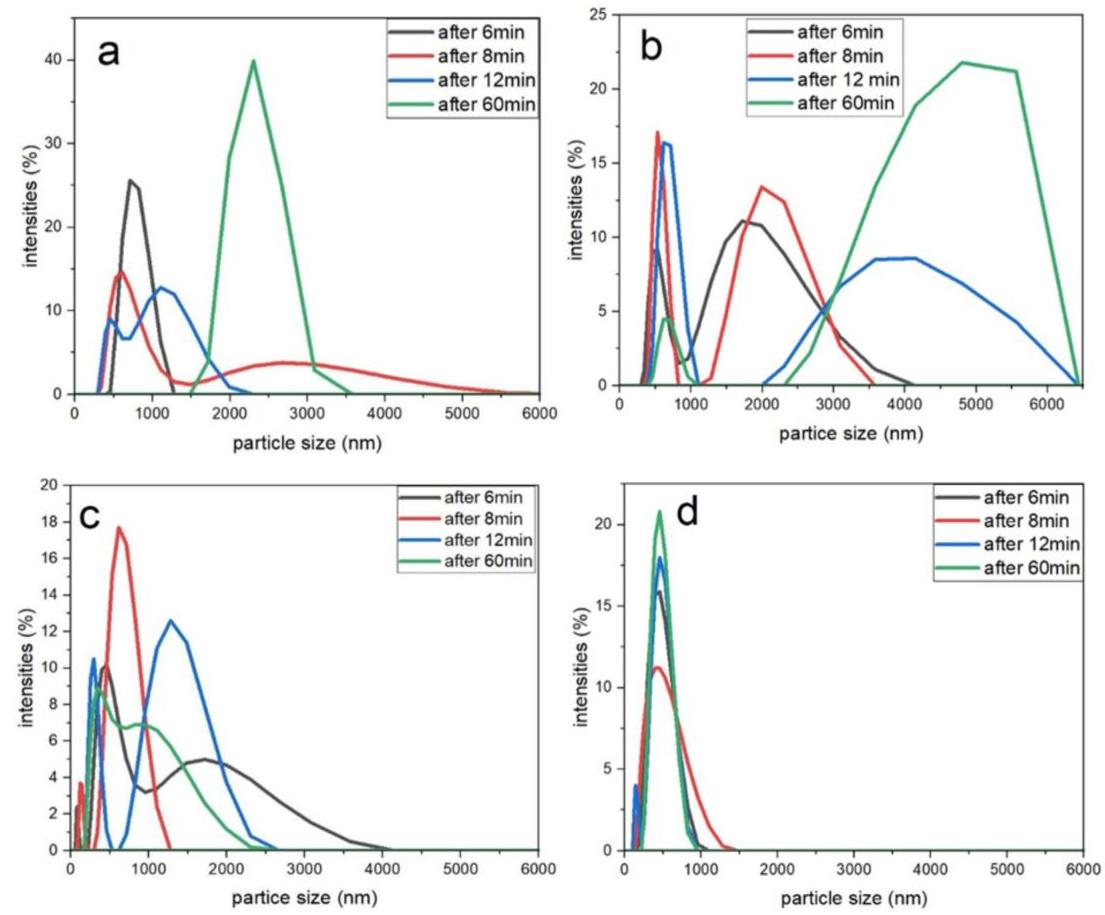 a
after 6min
after 8min
after 12min
after 60min
intensities (%)
40
30
20
10
0
0 1000 2000 3000 4000 5000 6000
particle size (nm)
b
after 6min
after 8min
after 12 min
after 60min
intensities (%)
25
20
15
10
5
0
0 1000 2000 3000 4000 5000 6000
partice size (nm)
c
after 6min
after 8min
after 12min
after 60min
intensities (%)
20
18
16
14
12
10
8
6
4
2
0
0 1000 2000 3000 4000 5000 6000
partice size (nm)
d
after 6min
after 8min
after 12min
after 60min
intensities (%)
20
15
10
5
0
0 1000 2000 3000 4000 5000 6000
particle size (nm)